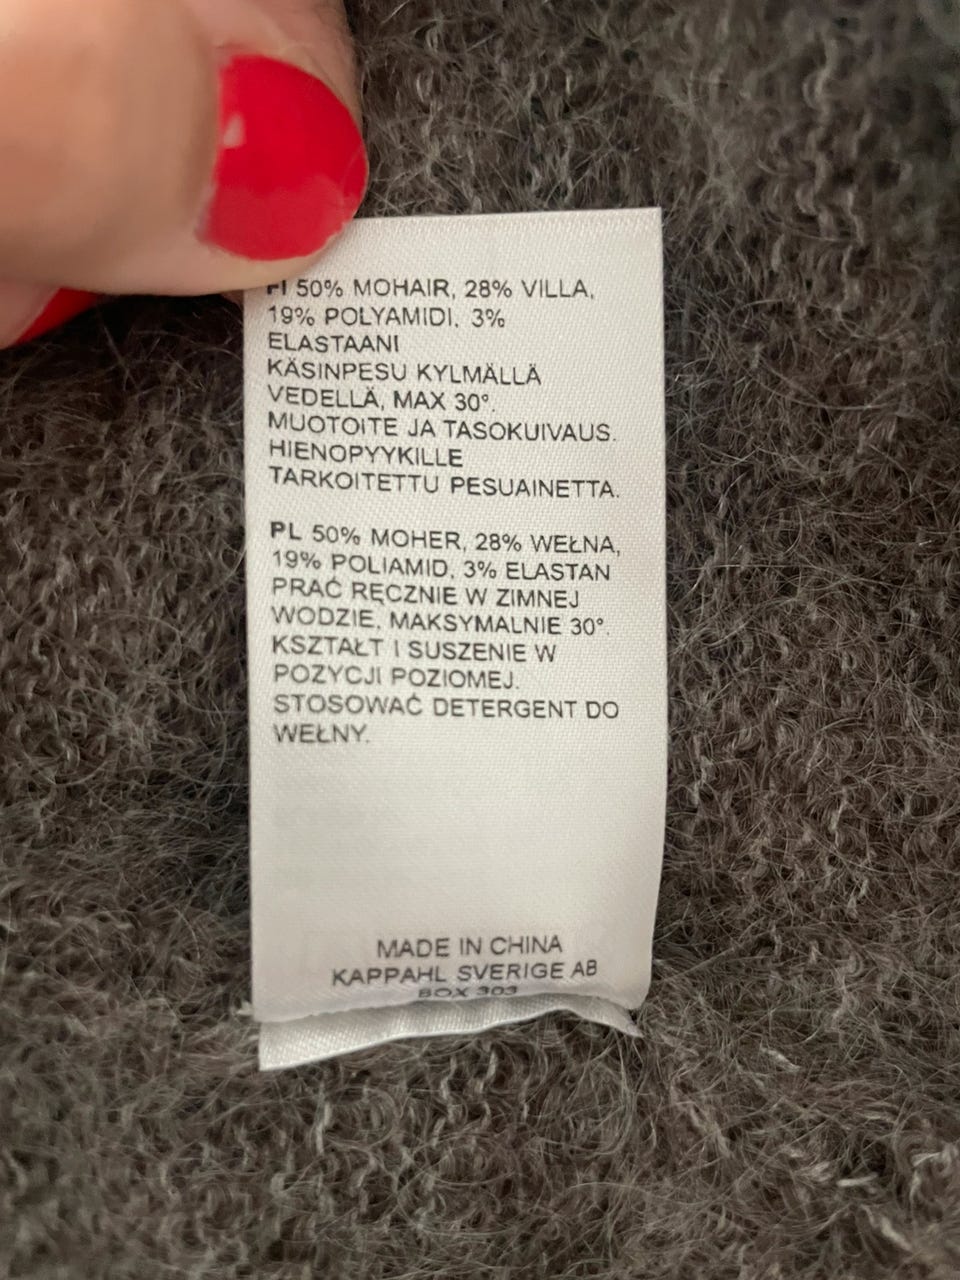 FI 50% MOHAIR, 28% VILLA,
19% POLYAMIDI, 3%
ELASTAANI
KÄSINPESU KYLMÄLLÄ
VEDELLÄ, MAX 30°.
MUOTOITE JA TASOKUIVAUS.
HIENOPYYKILLE
TARKOITETTU PESUAINETTA.
PL 50% MOHER, 28% WEŁNA,
19% POLIAMID, 3% ELASTAN
PRAĆ RĘCZNIE W ZIMNEJ
WODZIE, MAKSYMALNIE 30°.
KSZTAŁT I SUSZENIE W
POZYCJI POZIOMEJ.
STOSOWAĆ DETERGENT DO
WEŁNY.
MADE IN CHINA
KAPPAHL SVERIGE AB
BOX 303